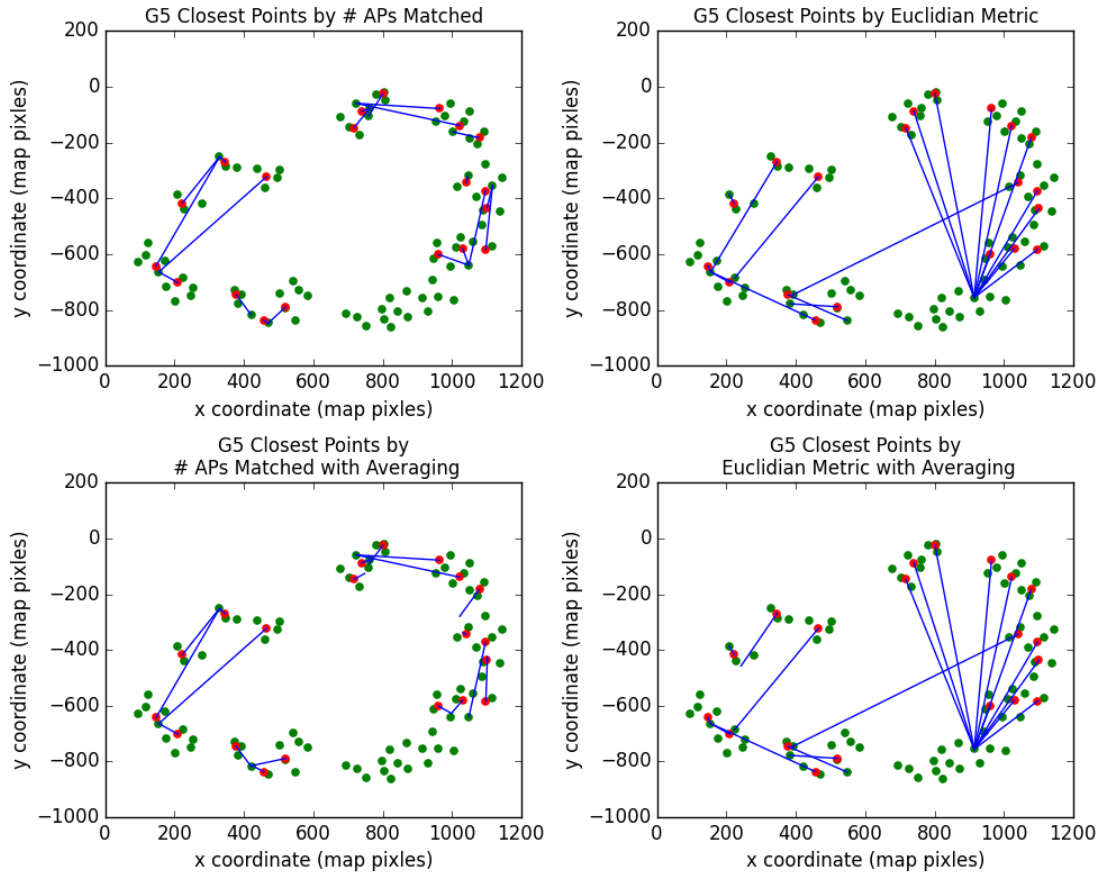 G5 Closest Points by # APs Matched
200
0
−200
−400
−600
−800
−1000
0 200 400 600 800 1000 1200
x coordinate (map pixles)
y coordinate (map pixles)
G5 Closest Points by Euclidian Metric
200
0
−200
−400
−600
−800
−1000
0 200 400 600 800 1000 1200
x coordinate (map pixles)
y coordinate (map pixles)
G5 Closest Points by
# APs Matched with Averaging
200
0
−200
−400
−600
−800
−1000
0 200 400 600 800 1000 1200
x coordinate (map pixles)
y coordinate (map pixles)
G5 Closest Points by
Euclidian Metric with Averaging
200
0
−200
−400
−600
−800
−1000
0 200 400 600 800 1000 1200
x coordinate (map pixles)
y coordinate (map pixles)